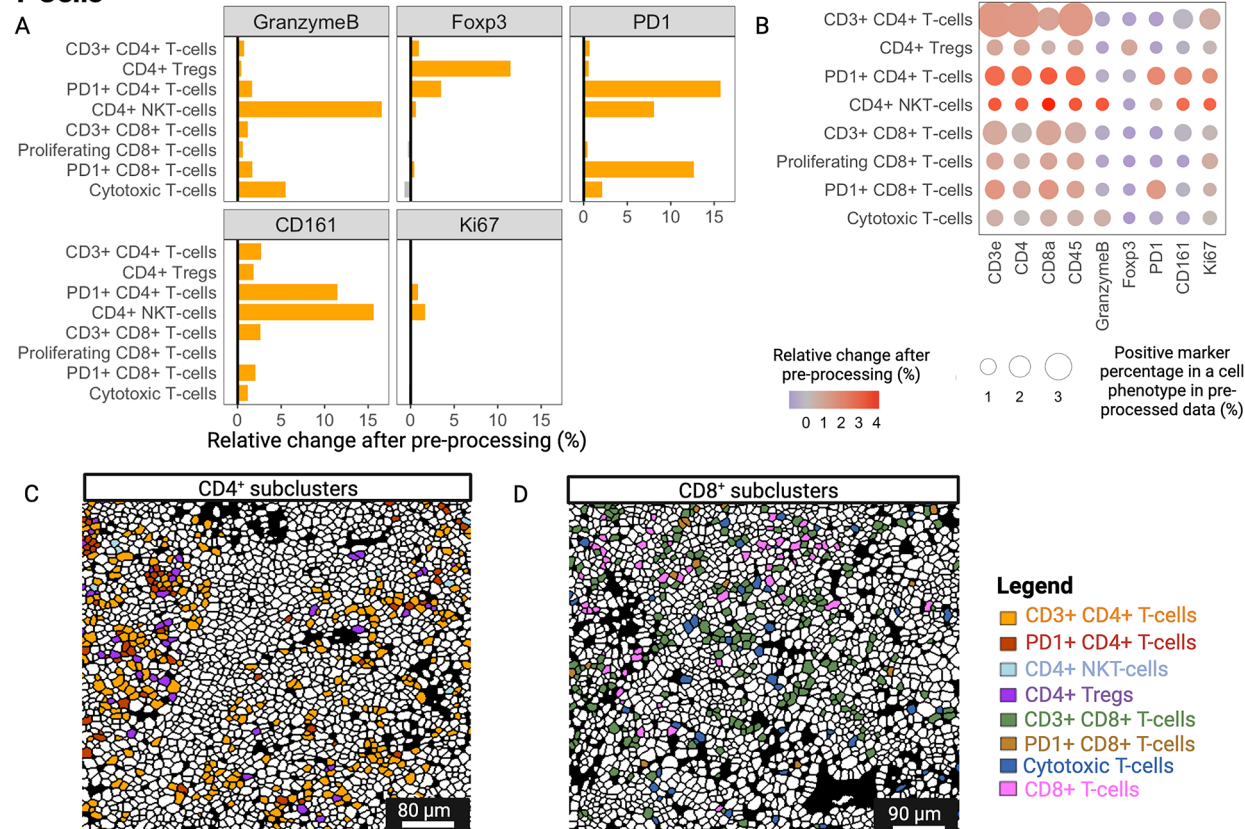 A
GranzymeB
Foxp3
PD1
CD3+ CD4+ T-cells
CD4+ Tregs
PD1+ CD4+ T-cells
CD4+ NKT-cells
CD3+ CD8+ T-cells
Proliferating CD8+ T-cells
PD1+ CD8+ T-cells
Cytotoxic T-cells
0 5 10 15
CD161
Ki67
CD3+ CD4+ T-cells
CD4+ Tregs
PD1+ CD4+ T-cells
CD4+ NKT-cells
CD3+ CD8+ T-cells
Proliferating CD8+ T-cells
PD1+ CD8+ T-cells
Cytotoxic T-cells
0 5 10 15
0 5 10 15
Relative change after pre-processing (%)
B
CD3+ CD4+ T-cells
CD4+ Tregs
PD1+ CD4+ T-cells
CD4+ NKT-cells
CD3+ CD8+ T-cells
Proliferating CD8+ T-cells
PD1+ CD8+ T-cells
Cytotoxic T-cells
CD3e
CD4
CD8a
CD45
GranzymeB
Foxp3
PD1
CD161
Ki67
Relative change after
pre-processing (%)
0 1 2 3 4
1 2 3
Positive marker
percentage in a cell
phenotype in pre-
processed data (%)
C
CD4⁺ subclusters
80 µm
D
CD8⁺ subclusters
90 µm
Legend
CD3+ CD4+ T-cells
PD1+ CD4+ T-cells
CD4+ NKT-cells
CD4+ Tregs
CD3+ CD8+ T-cells
PD1+ CD8+ T-cells
Cytotoxic T-cells
CD8+ T-cells